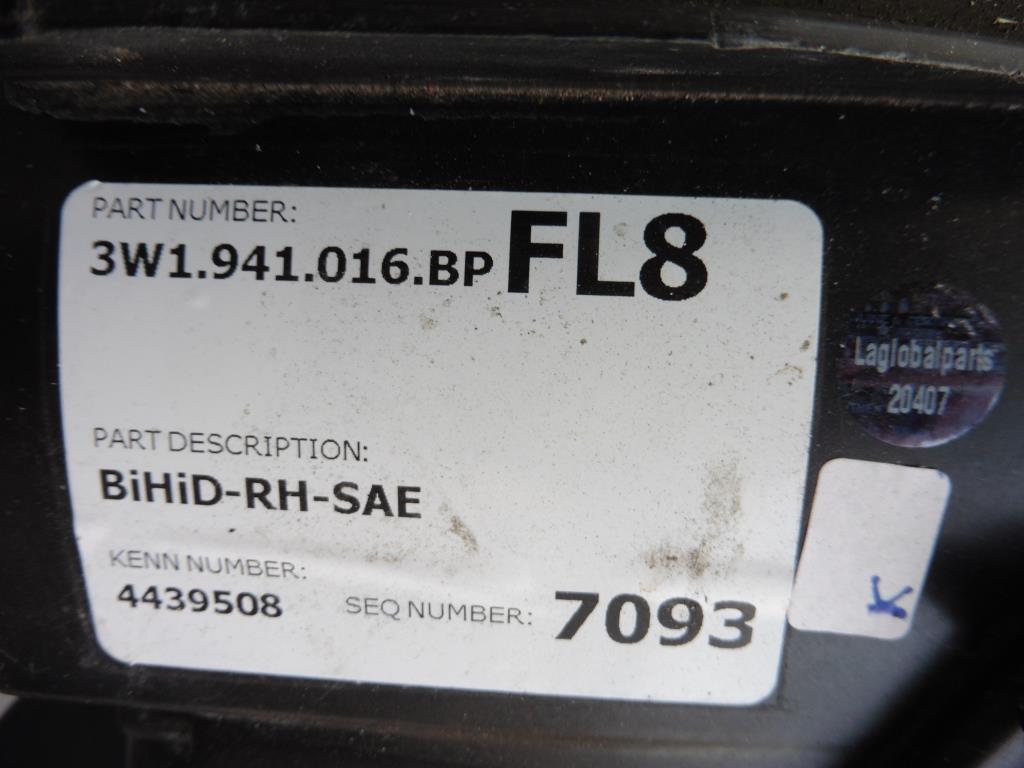 PART NUMBER:
3W1.941.016.BP FL8
PART DESCRIPTION:
BiHiD-RH-SAE
KENN NUMBER:
4439508
SEQ NUMBER: 7093
Laglobalparts
20407